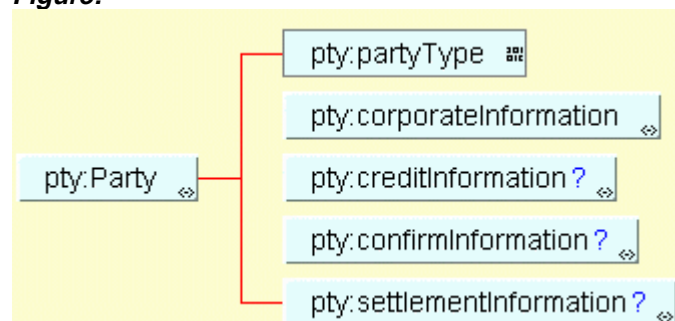 Figure.
pty:partyType
pty:corporateInformation
pty:Party
pty:creditInformation?
pty:confirmInformation?
pty:settlementInformation?